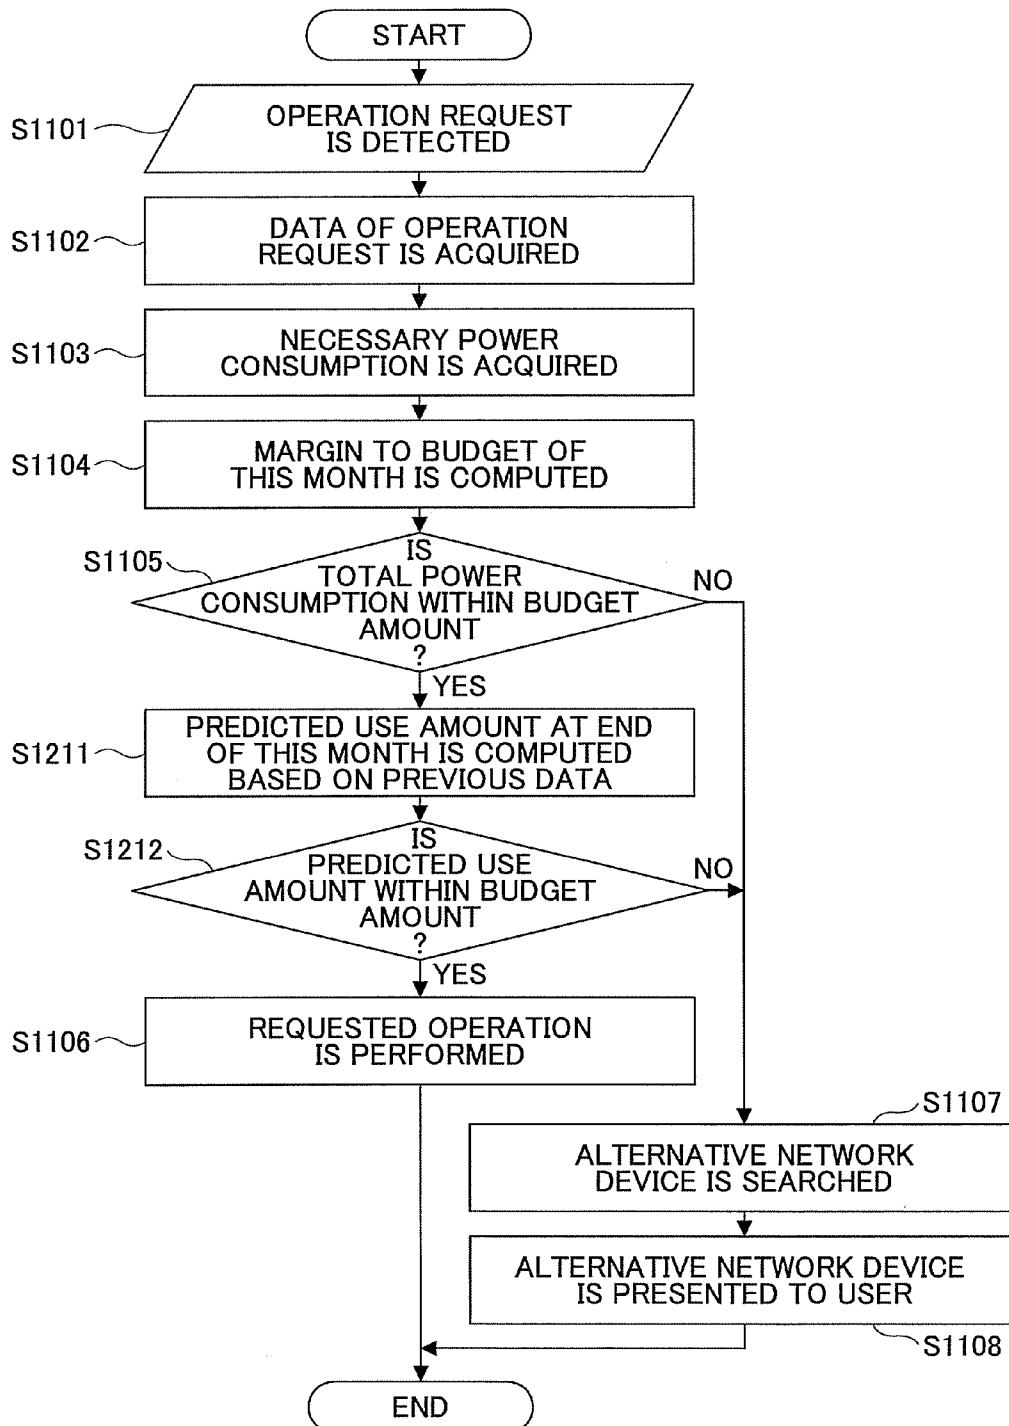 START
S1101
OPERATION REQUEST
IS DETECTED
S1102
DATA OF OPERATION
REQUEST IS ACQUIRED
S1103
NECESSARY POWER
CONSUMPTION IS ACQUIRED
S1104
MARGIN TO BUDGET OF
THIS MONTH IS COMPUTED
S1105
IS
TOTAL POWER
CONSUMPTION WITHIN BUDGET
AMOUNT
?
NO
YES
S1211
PREDICTED USE AMOUNT AT END
OF THIS MONTH IS COMPUTED
BASED ON PREVIOUS DATA
S1212
IS
PREDICTED USE
AMOUNT WITHIN BUDGET
AMOUNT
?
NO
YES
S1106
REQUESTED OPERATION
IS PERFORMED
S1107
ALTERNATIVE NETWORK
DEVICE IS SEARCHED
ALTERNATIVE NETWORK DEVICE
IS PRESENTED TO USER
S1108
END